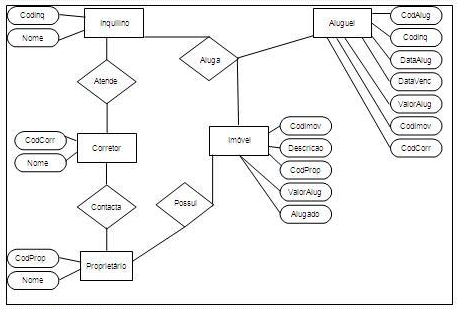 CodInq
Nome
Inquilino
Aluga
Aluguel
CodAlug
CodInq
DataAlug
DataVenc
ValorAlug
CodImov
CodCorr
Atende
CodCorr
Nome
Corretor
Imóvel
CodImov
Descricao
CodProp
ValorAlug
Alugado
Contacta
Possui
CodProp
Nome
Proprietário